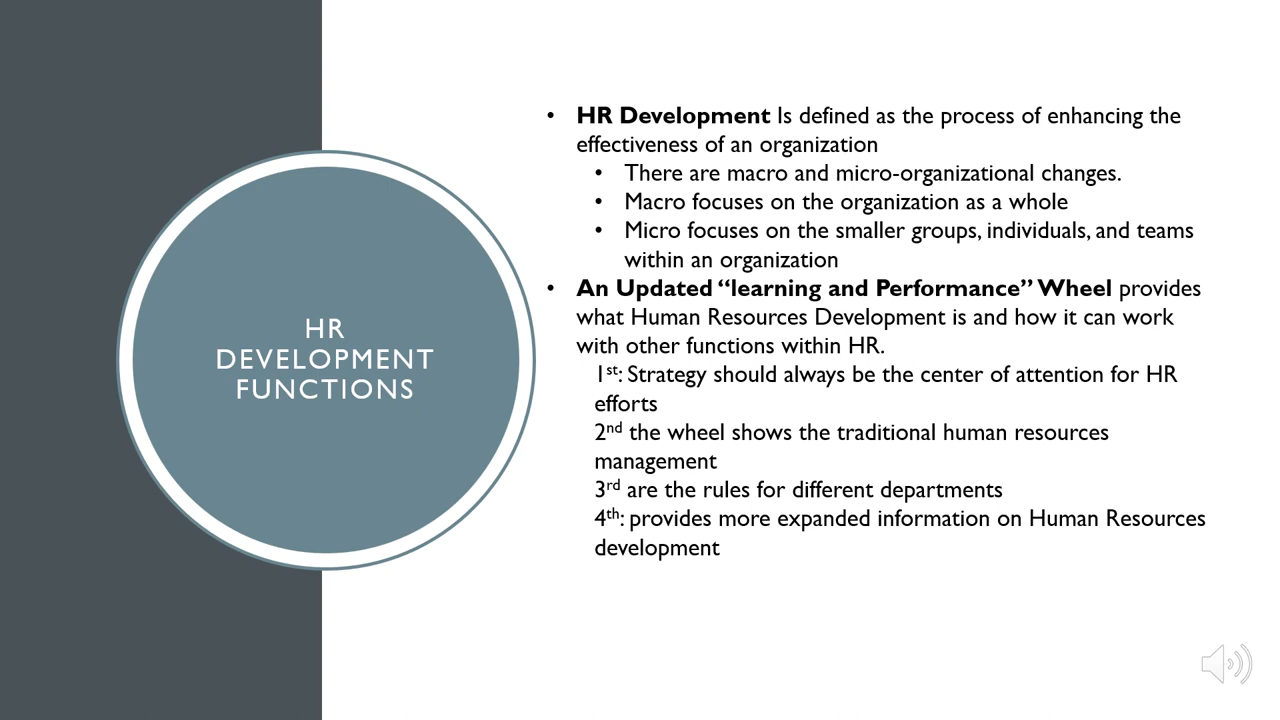 HR
DEVELOPMENT
FUNCTIONS
• HR Development Is defined as the process of enhancing the
effectiveness of an organization
• There are macro and micro-organizational changes.
• Macro focuses on the organization as a whole
• Micro focuses on the smaller groups, individuals, and teams
within an organization
• An Updated “learning and Performance” Wheel provides
what Human Resources Development is and how it can work
with other functions within HR.
1st: Strategy should always be the center of attention for HR
efforts
2nd the wheel shows the traditional human resources
management
3rd are the rules for different departments
4th: provides more expanded information on Human Resources
development